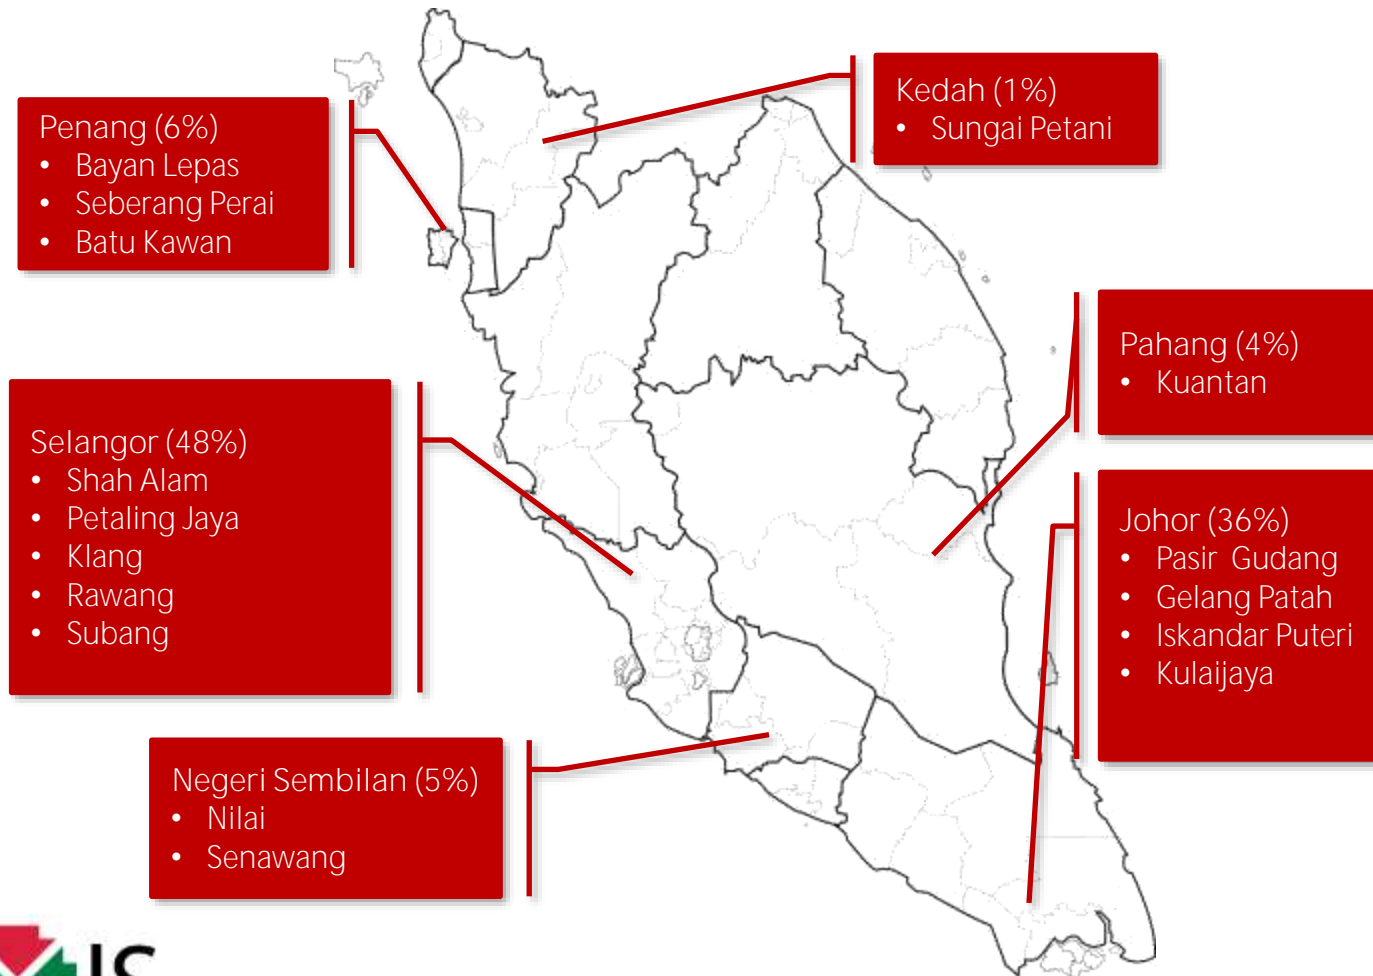 Kedah (1%)
• Sungai Petani
Penang (6%)
• Bayan Lepas
• Seberang Perai
• Batu Kawan
Pahang (4%)
• Kuantan
Selangor (48%)
• Shah Alam
• Petaling Jaya
• Klang
• Rawang
• Subang
Johor (36%)
• Pasir Gudang
• Gelang Patah
• Iskandar Puteri
• Kulaijaya
Negeri Sembilan (5%)
• Nilai
• Senawang